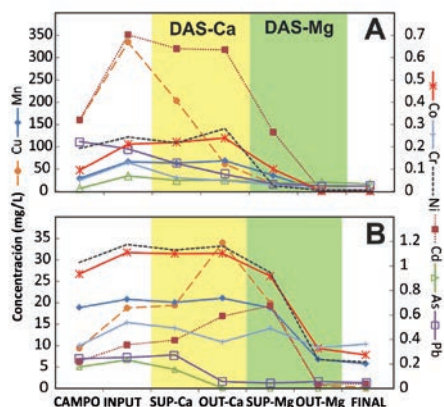 DAS-Ca DAS-Mg
A
350
300
250
200
150
100
50
0
0.7
0.6
0.5
0.4
0.3
0.2
0.1
0
B
35
30
25
20
15
10
5
0
1.2
1
0.8
0.6
0.4
0.2
0
Concentración (mg/L)
Cu
Mn
Co
Cr
Ni
Cd
As
Pb
CAMPO INPUT SUP-Ca OUT-Ca SUP-Mg OUT-Mg FINAL